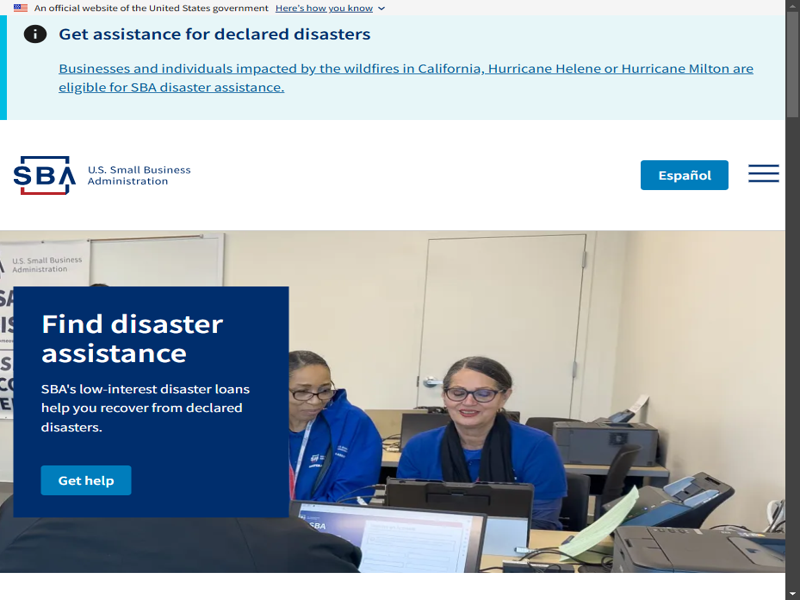 An official website of the United States government Here's how you know
Get assistance for declared disasters
Businesses and individuals impacted by the wildfires in California, Hurricane Helene or Hurricane Milton are
eligible for SBA disaster assistance.
SBA
U.S. Small Business
Administration
Español
U.S. Small Business
Administration
Find disaster
assistance
SBA's low-interest disaster loans
help you recover from declared
disasters.
Get help
SBA